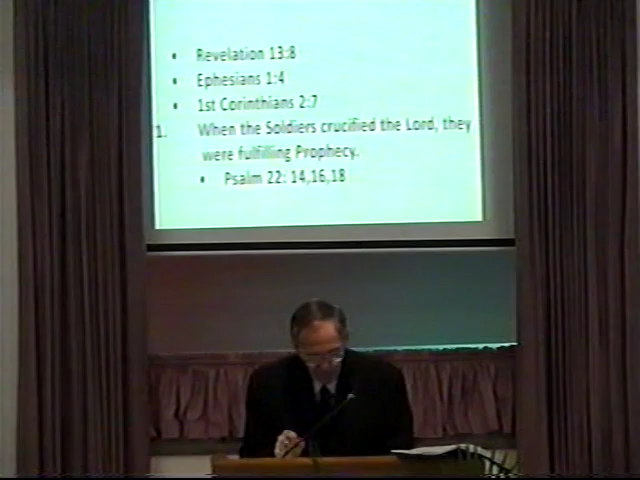 • Revelation 13:8
• Ephesians 1:4
• 1st Corinthians 2:7
1. When the Soldiers crucified the Lord, they
were fulfilling Prophecy.
• Psalm 22: 14,16,18